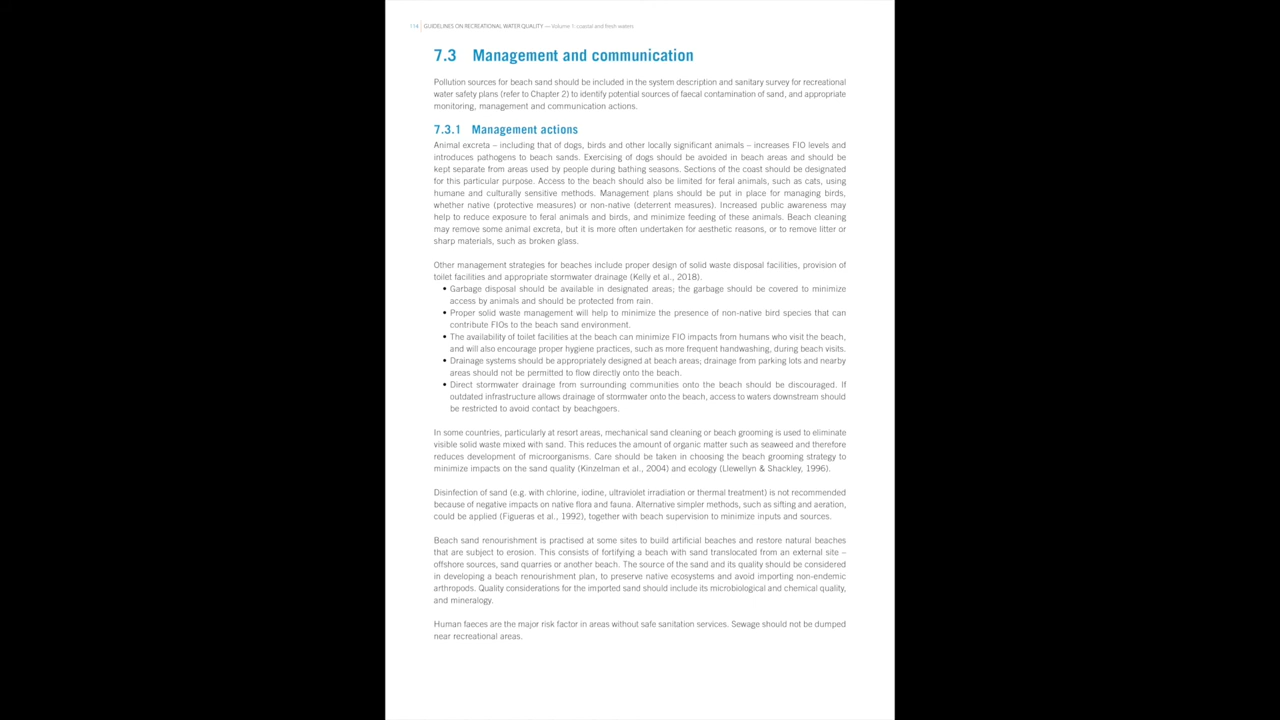 114 | GUIDELINES ON RECREATIONAL WATER QUALITY — Volume 1: coastal and fresh waters
7.3 Management and communication
Pollution sources for beach sand should be included in the system description and sanitary survey for recreational
water safety plans (refer to Chapter 2) to identify potential sources of faecal contamination of sand, and appropriate
monitoring, management and communication actions.
7.3.1 Management actions
Animal excreta – including that of dogs, birds and other locally significant animals – increases FIO levels and
introduces pathogens to beach sands. Exercising of dogs should be avoided in beach areas and should be
kept separate from areas used by people during bathing seasons. Sections of the coast should be designated
for this particular purpose. Access to the beach should also be limited for feral animals, such as cats, using
humane and culturally sensitive methods. Management plans should be put in place for managing birds,
whether native (protective measures) or non-native (deterrent measures). Increased public awareness may
help to reduce exposure to feral animals and birds, and minimize feeding of these animals. Beach cleaning
may remove some animal excreta, but it is more often undertaken for aesthetic reasons, or to remove litter or
sharp materials, such as broken glass.
Other management strategies for beaches include proper design of solid waste disposal facilities, provision of
toilet facilities and appropriate stormwater drainage (Kelly et al., 2018).
• Garbage disposal should be available in designated areas; the garbage should be covered to minimize
access by animals and should be protected from rain.
• Proper solid waste management will help to minimize the presence of non-native bird species that can
contribute FIOs to the beach sand environment.
• The availability of toilet facilities at the beach can minimize FIO impacts from humans who visit the beach,
and will also encourage proper hygiene practices, such as more frequent handwashing, during beach visits.
• Drainage systems should be appropriately designed at beach areas; drainage from parking lots and nearby
areas should not be permitted to flow directly onto the beach.
• Direct stormwater drainage from surrounding communities onto the beach should be discouraged. If
outdated infrastructure allows drainage of stormwater onto the beach, access to waters downstream should
be restricted to avoid contact by beachgoers.
In some countries, particularly at resort areas, mechanical sand cleaning or beach grooming is used to eliminate
visible solid waste mixed with sand. This reduces the amount of organic matter such as seaweed and therefore
reduces development of microorganisms. Care should be taken in choosing the beach grooming strategy to
minimize impacts on the sand quality (Kinzelman et al., 2004) and ecology (Llewellyn & Shackley, 1996).
Disinfection of sand (e.g. with chlorine, iodine, ultraviolet irradiation or thermal treatment) is not recommended
because of negative impacts on native flora and fauna. Alternative simpler methods, such as sifting and aeration,
could be applied (Figueras et al., 1992), together with beach supervision to minimize inputs and sources.
Beach sand renourishment is practised at some sites to build artificial beaches and restore natural beaches
that are subject to erosion. This consists of fortifying a beach with sand translocated from an external site –
offshore sources, sand quarries or another beach. The source of the sand and its quality should be considered
in developing a beach renourishment plan, to preserve native ecosystems and avoid importing non-endemic
arthropods. Quality considerations for the imported sand should include its microbiological and chemical quality,
and mineralogy.
Human faeces are the major risk factor in areas without safe sanitation services. Sewage should not be dumped
near recreational areas.